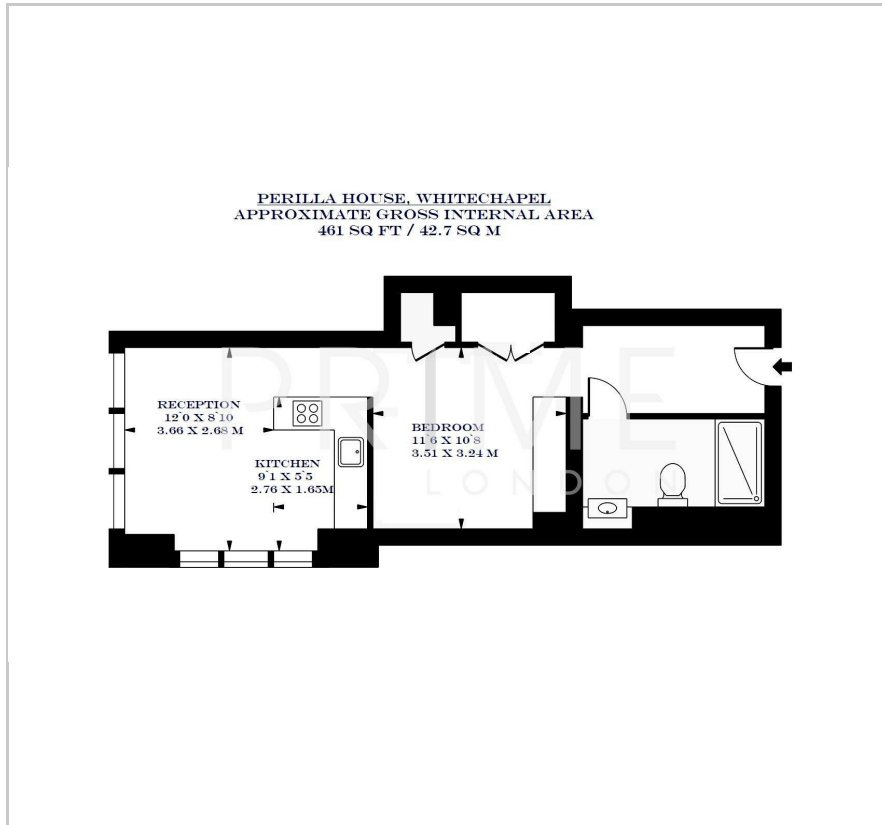 PERILLA HOUSE, WHITECHAPEL
APPROXIMATE GROSS INTERNAL AREA
461 SQ FT / 42.7 SQ M
PRIME
LONDON
RECEPTION
12'0 X 8'10
3.66 X 2.68 M
KITCHEN
9'1 X 5'5
2.76 X 1.65M
BEDROOM
11'6 X 10'8
3.51 X 3.24 M